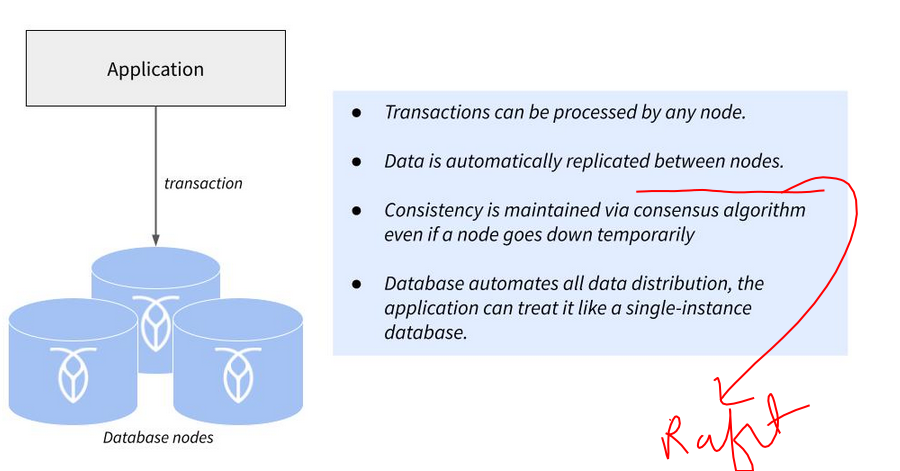 Application
transaction
Database nodes
● Transactions can be processed by any node.
● Data is automatically replicated between nodes.
● Consistency is maintained via consensus algorithm
even if a node goes down temporarily
● Database automates all data distribution, the
application can treat it like a single-instance
database.
Raft